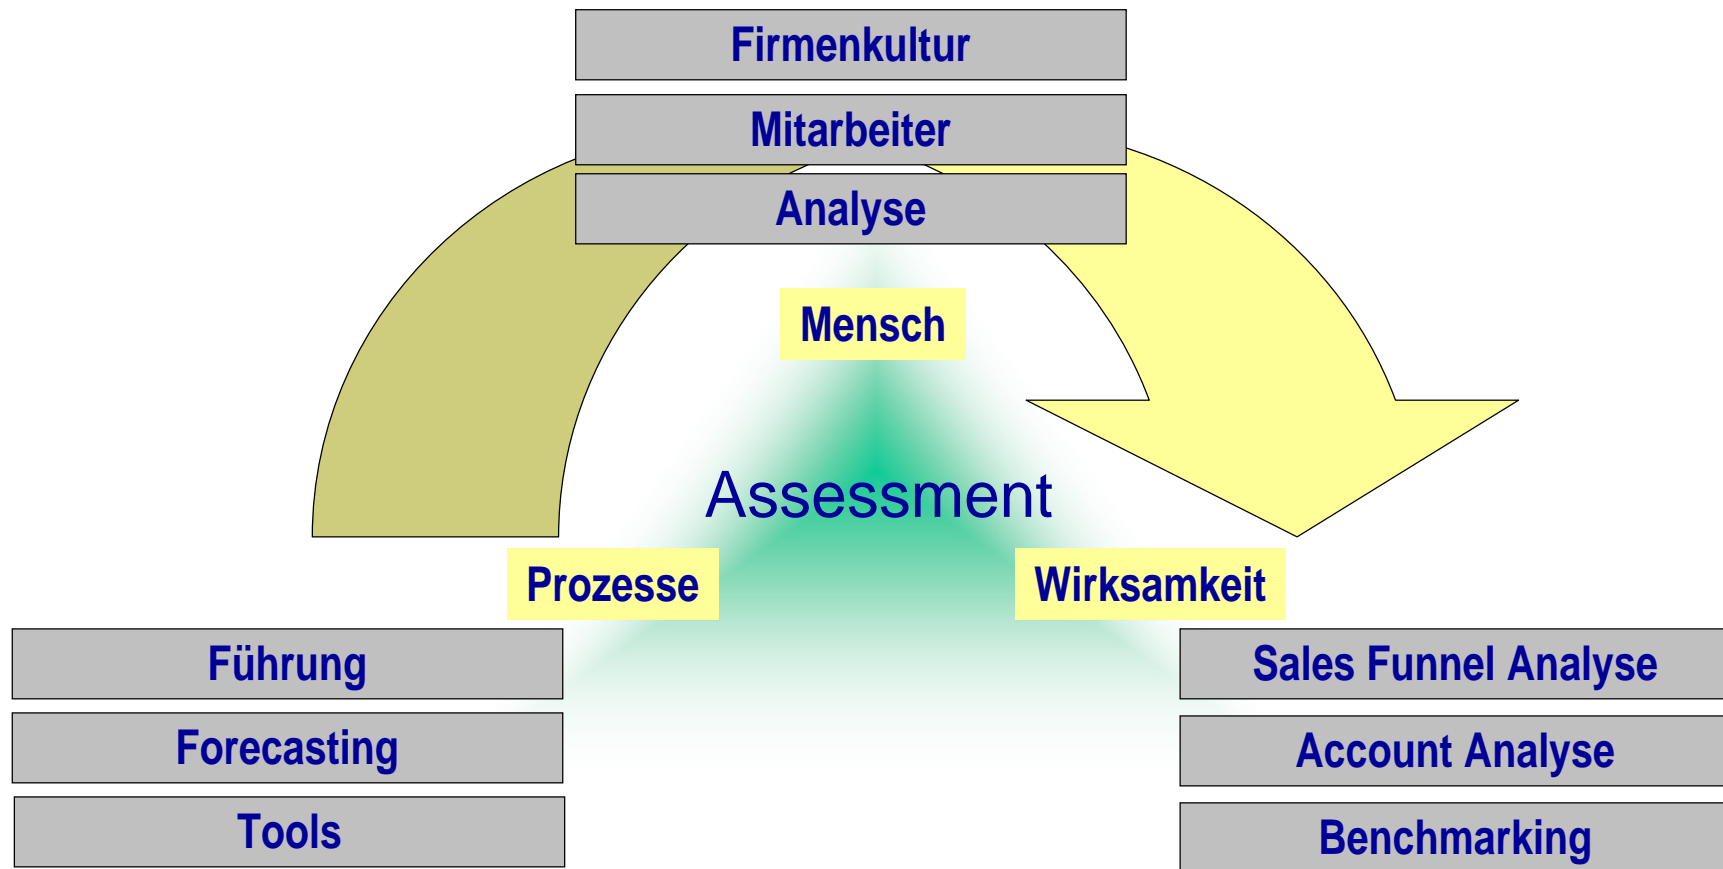 Firmenkultur
Mitarbeiter
Analyse
Mensch
Assessment
Prozesse
Wirksamkeit
Führung
Sales Funnel Analyse
Forecasting
Account Analyse
Tools
Benchmarking